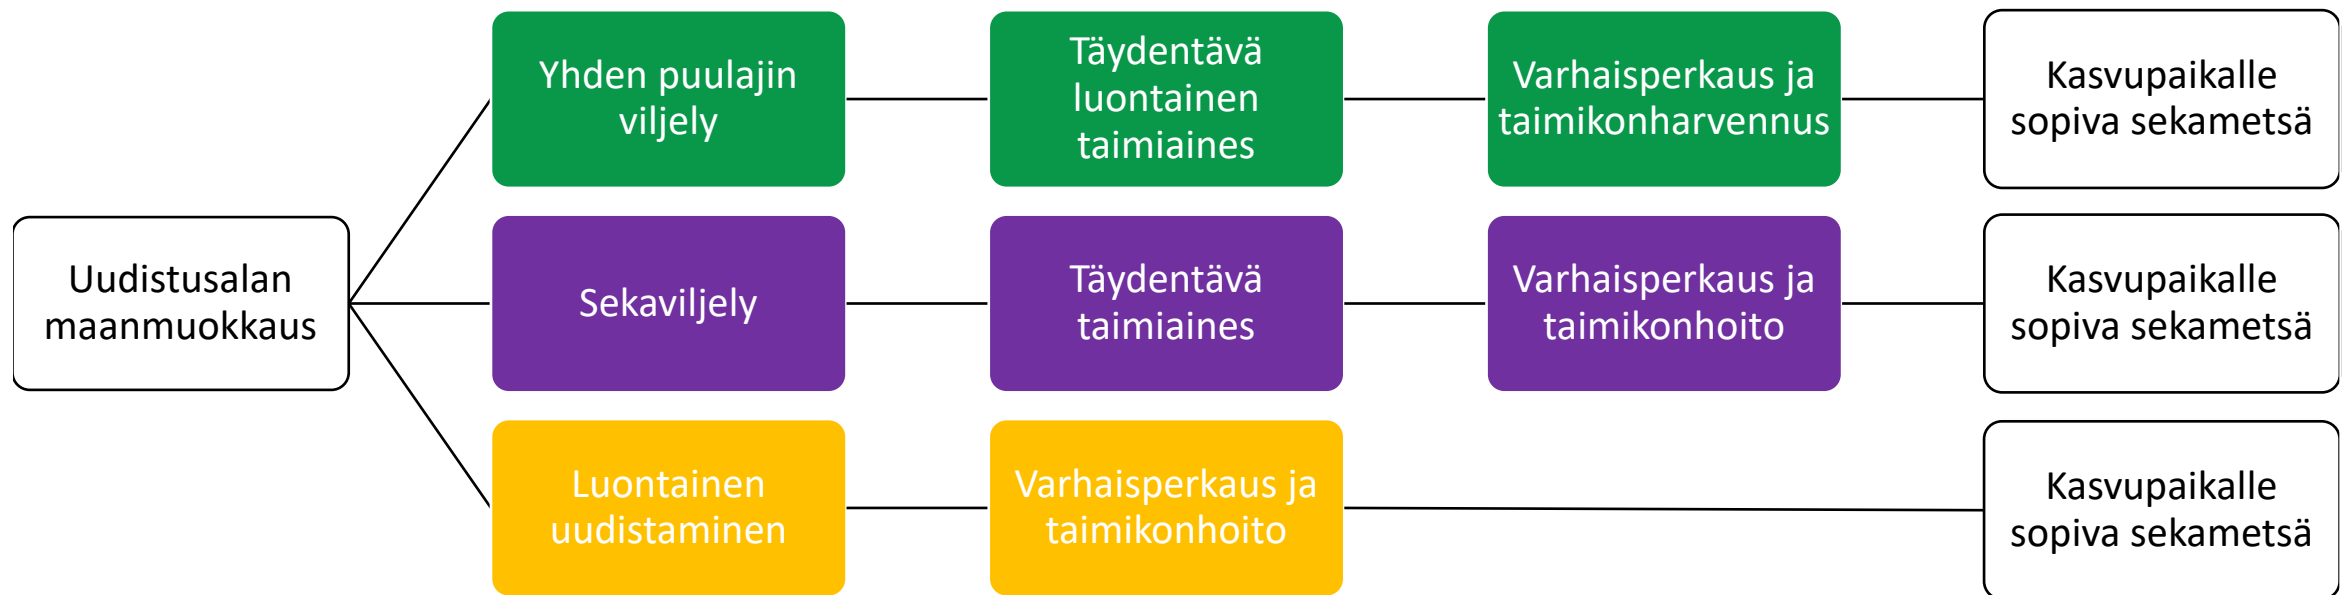 Uudistusalan
maanmuokkaus
Yhden puulajin
viljely
Täydentävä
luontainen
taimiaines
Varhaisperkaus ja
taimikonharvennus
Kasvupaikalle
sopiva sekametsä
Sekaviljely
Täydentävä
taimiaines
Varhaisperkaus ja
taimikonhoito
Kasvupaikalle
sopiva sekametsä
Luontainen
uudistaminen
Varhaisperkaus ja
taimikonhoito
Kasvupaikalle
sopiva sekametsä